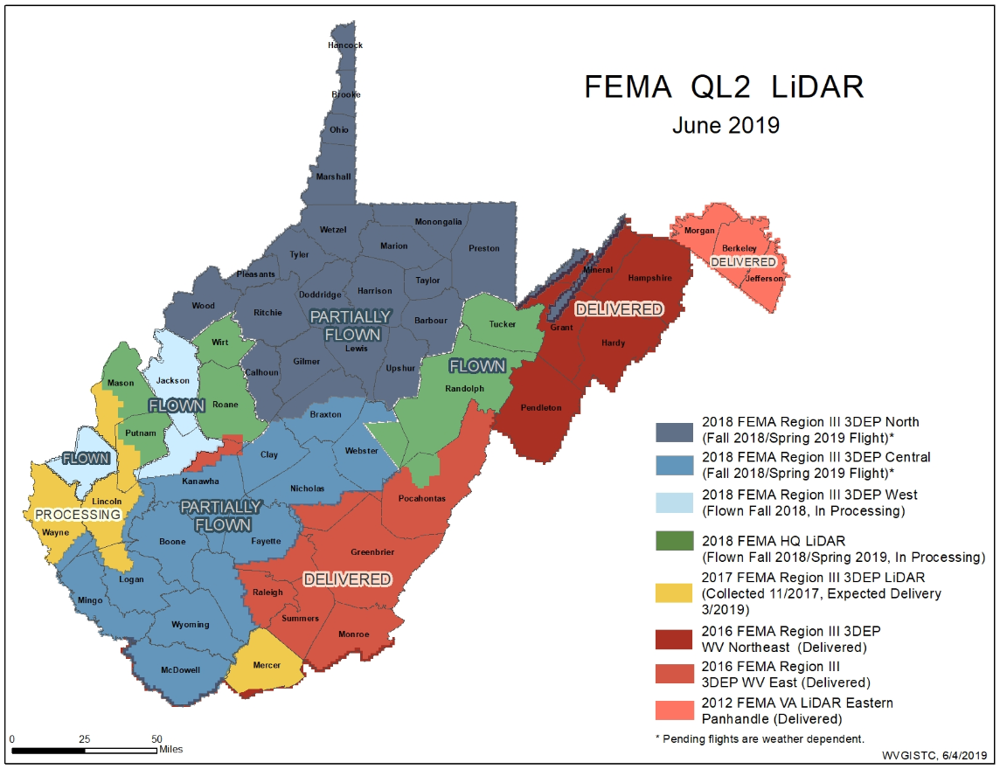 FEMA QL2 LiDAR
June 2019
Hancock
Brooke
Ohio
Marshall
Wetzel
Monongalia
Marion
Preston
Tyler
Pleasants
Doddridge
Harrison
Taylor
Wood
Ritchie
PARTIALLY
FLOWN
Barbour
Lewis
Gilmer
Calhoun
Upshur
Morgan
Berkeley
DELIVERED
Jefferson
Mineral
Hampshire
DELIVERED
Grant
Hardy
Pendleton
Tucker
FLOWN
Randolph
Wirt
Roane
Mason
Putnam
Jackson
FLOWN
FLOWN
Braxton
Clay
Webster
Nicholas
Kanawha
PARTIALLY
FLOWN
Boone
Fayette
Lincoln
PROCESSING
Wayne
Logan
Mingo
Wyoming
McDowell
Mercer
Pocahontas
Greenbrier
DELIVERED
Raleigh
Summers
Monroe
2018 FEMA Region III 3DEP North
(Fall 2018/Spring 2019 Flight)*
2018 FEMA Region III 3DEP Central
(Fall 2018/Spring 2019 Flight)*
2018 FEMA Region III 3DEP West
(Flown Fall 2018, In Processing)
2018 FEMA HQ LiDAR
(Flown Fall 2018/Spring 2019, In Processing)
2017 FEMA Region III 3DEP LiDAR
(Collected 11/2017, Expected Delivery
3/2019)
2016 FEMA Region III 3DEP
WV Northeast (Delivered)
2016 FEMA Region III
3DEP WV East (Delivered)
2012 FEMA VA LiDAR Eastern
Panhandle (Delivered)
* Pending flights are weather dependent.
0 25 50
Miles
WVGISTC, 6/4/2019